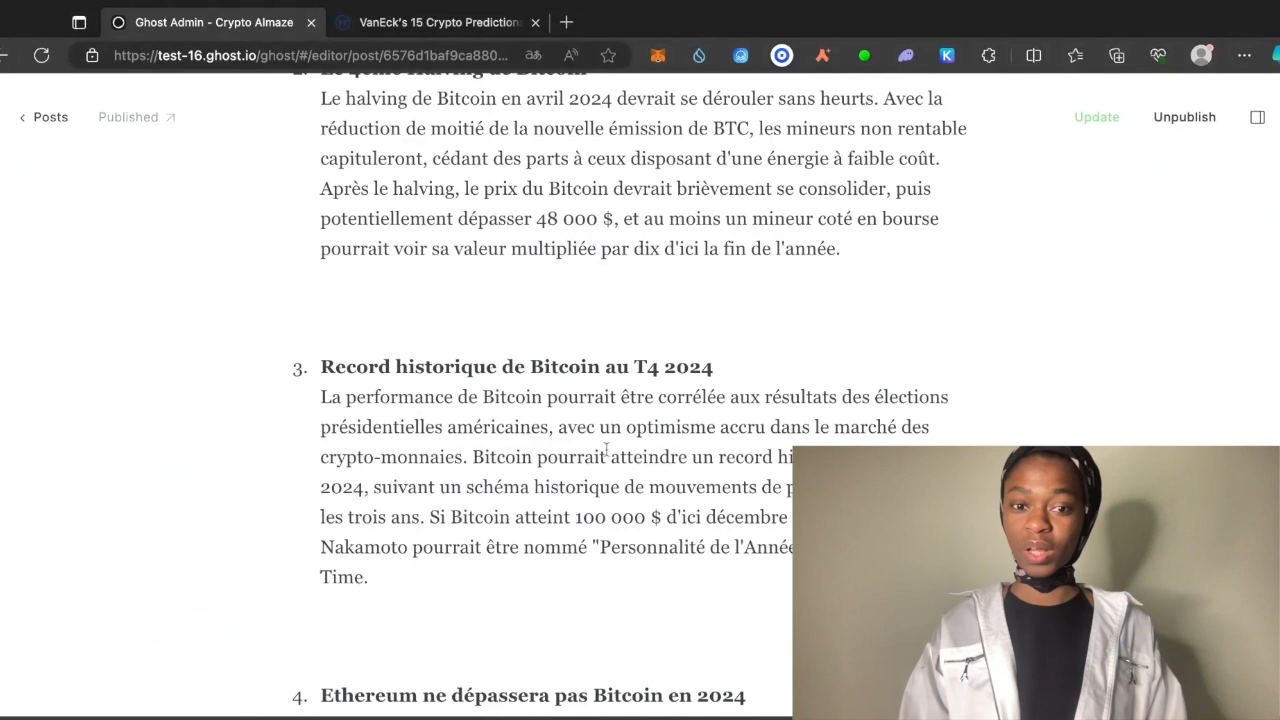 Ghost Admin - Crypto Almaze
VanEck's 15 Crypto Predictions
https://test-16.ghost.io/ghost/#/editor/post/6576d1baf9ca880...
Posts
Published
Update
Unpublish
2. Le 4ème Halving de Bitcoin
Le halving de Bitcoin en avril 2024 devrait se dérouler sans heurts. Avec la
réduction de moitié de la nouvelle émission de BTC, les mineurs non rentable
capituleront, cédant des parts à ceux disposant d'une énergie à faible coût.
Après le halving, le prix du Bitcoin devrait brièvement se consolider, puis
potentiellement dépasser 48 000 $, et au moins un mineur coté en bourse
pourrait voir sa valeur multipliée par dix d'ici la fin de l'année.
3. Record historique de Bitcoin au T4 2024
La performance de Bitcoin pourrait être corrélée aux résultats des élections
présidentielles américaines, avec un optimisme accru dans le marché des
crypto-monnaies. Bitcoin pourrait atteindre un record
2024, suivant un schéma historique de mouvements de
les trois ans. Si Bitcoin atteint 100 000 $ d'ici décembre
Nakamoto pourrait être nommé "Personnalité de l'Année
Time.
4. Ethereum ne dépassera pas Bitcoin en 2024